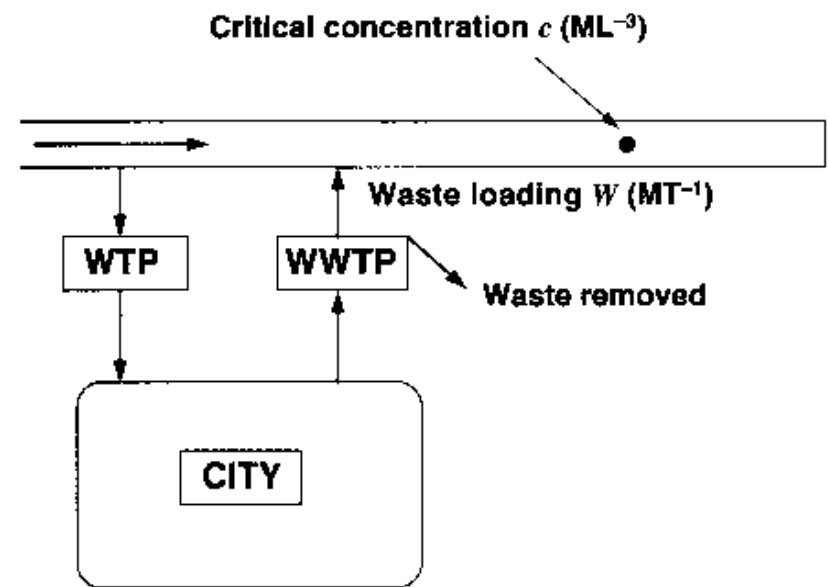 Critical concentration c (ML⁻³)
Waste loading W (MT⁻¹)
WTP
WWTP
Waste removed
CITY